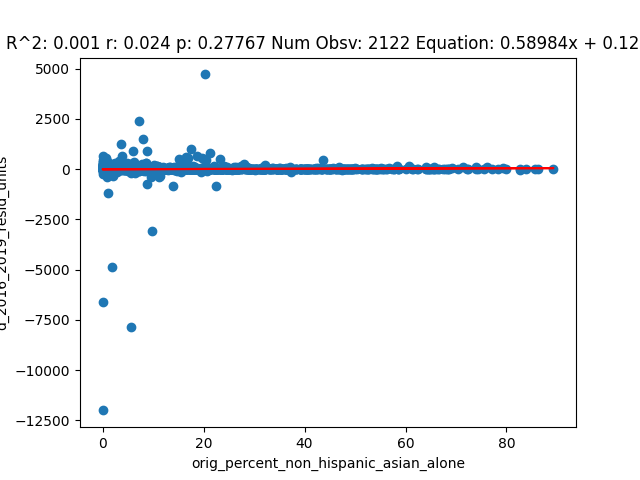 R^2: 0.001 r: 0.024 p: 0.27767 Num Obsv: 2122 Equation: 0.58984x + 0.12
5000
2500
0
−2500
−5000
−7500
−10000
−12500
d_2016_2019_resid_units
0 20 40 60 80
orig_percent_non_hispanic_asian_alone